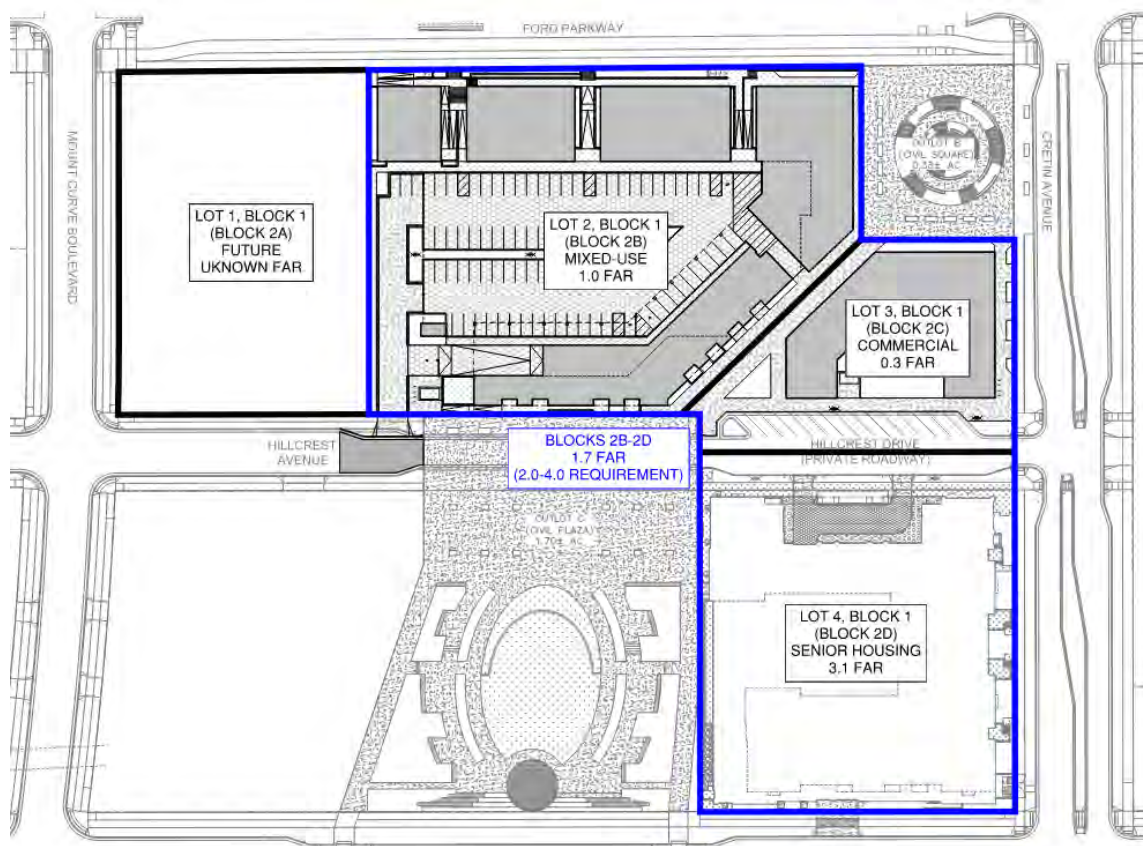 FORD PARKWAY
MOUNT CURVE BOULEVARD
CRETIN AVENUE
OUTLOT B
(CIVIL SQUARE)
LOT 1, BLOCK 1
(BLOCK 2A)
FUTURE
UKNOWN FAR
LOT 2, BLOCK 1
(BLOCK 2B)
MIXED-USE
1.0 FAR
LOT 3, BLOCK 1
(BLOCK 2C)
COMMERCIAL
0.3 FAR
HILLCREST
AVENUE
BLOCKS 2B-2D
1.7 FAR
(2.0-4.0 REQUIREMENT)
HILLCREST DRIVE
(PRIVATE ROADWAY)
OUTLOT C
(CIVIL PLAZA)
LOT 4, BLOCK 1
(BLOCK 2D)
SENIOR HOUSING
3.1 FAR